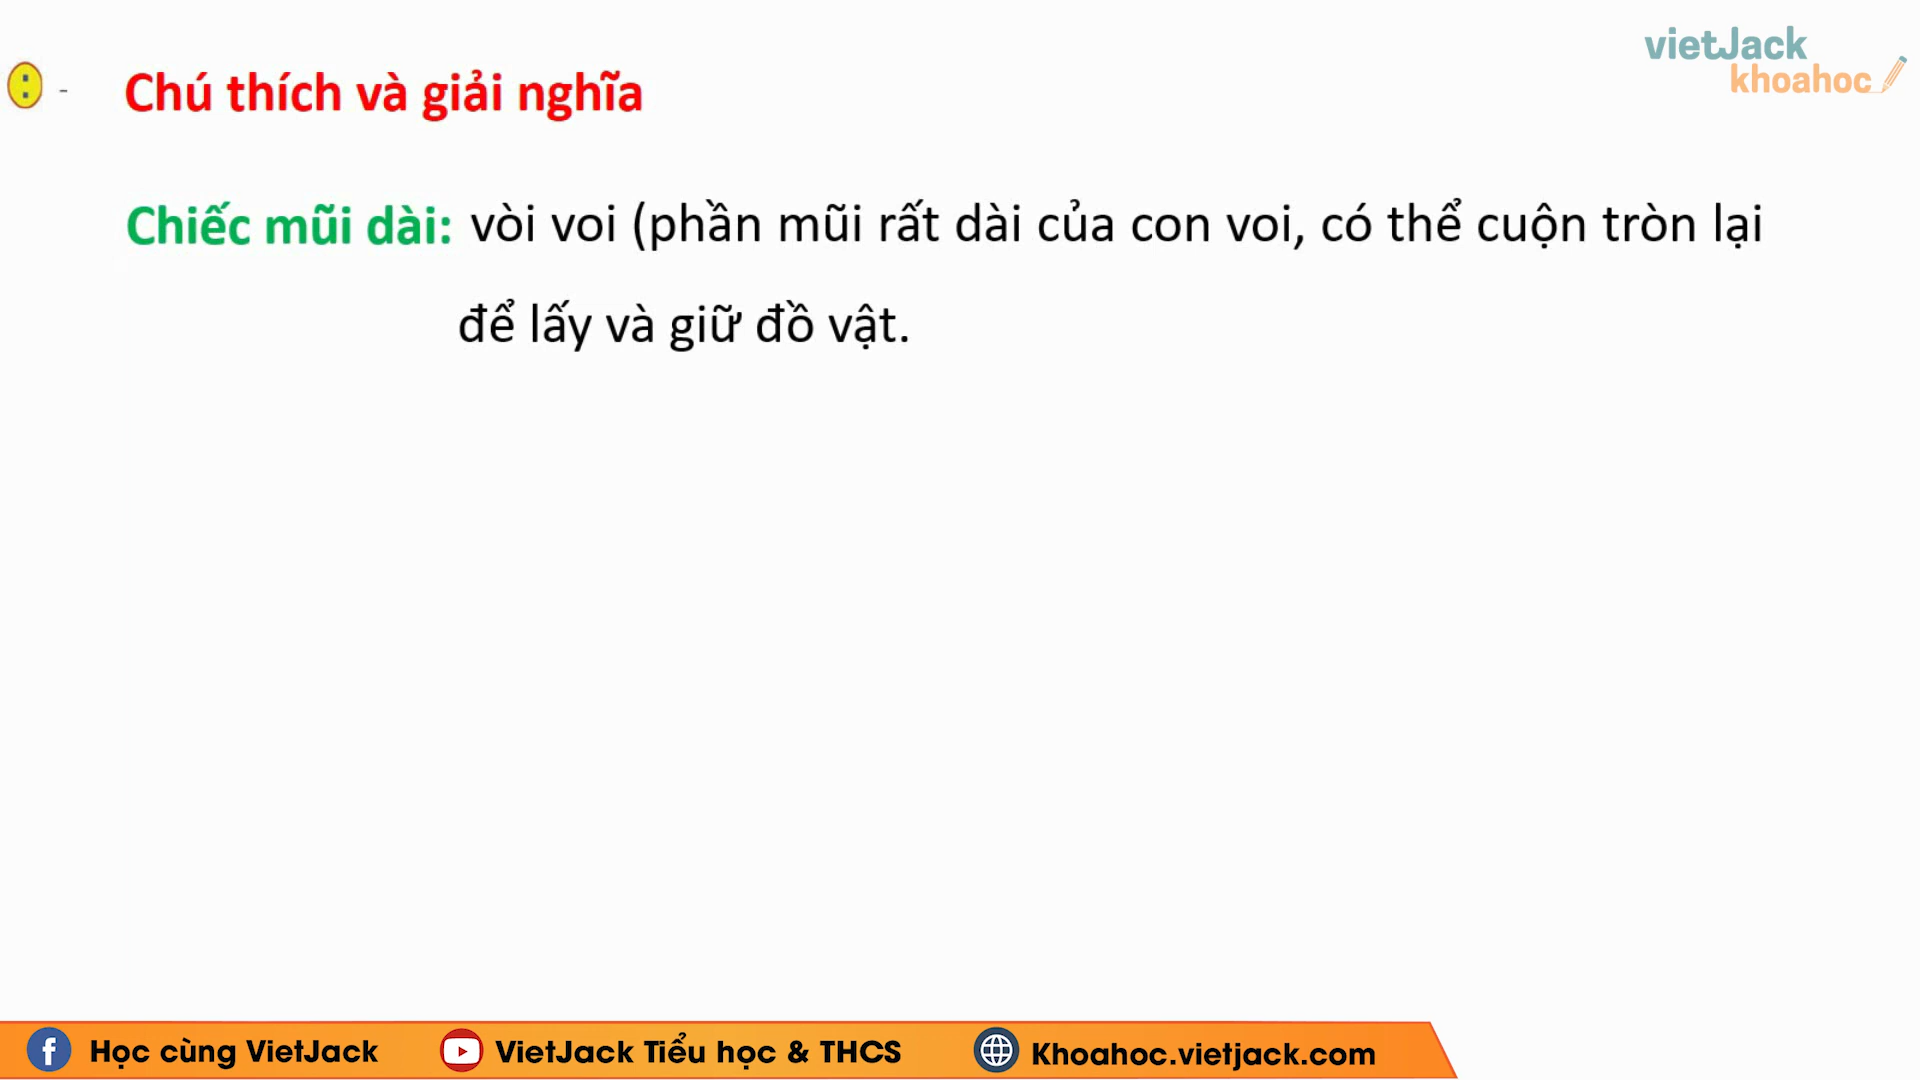 vietJack
khoahoc
: - Chú thích và giải nghĩa
Chiếc mũi dài: vòi voi (phần mũi rất dài của con voi, có thể cuộn tròn lại
để lấy và giữ đồ vật.
Học cùng VietJack VietJack Tiểu học & THCS Khoahoc.vietjack.com